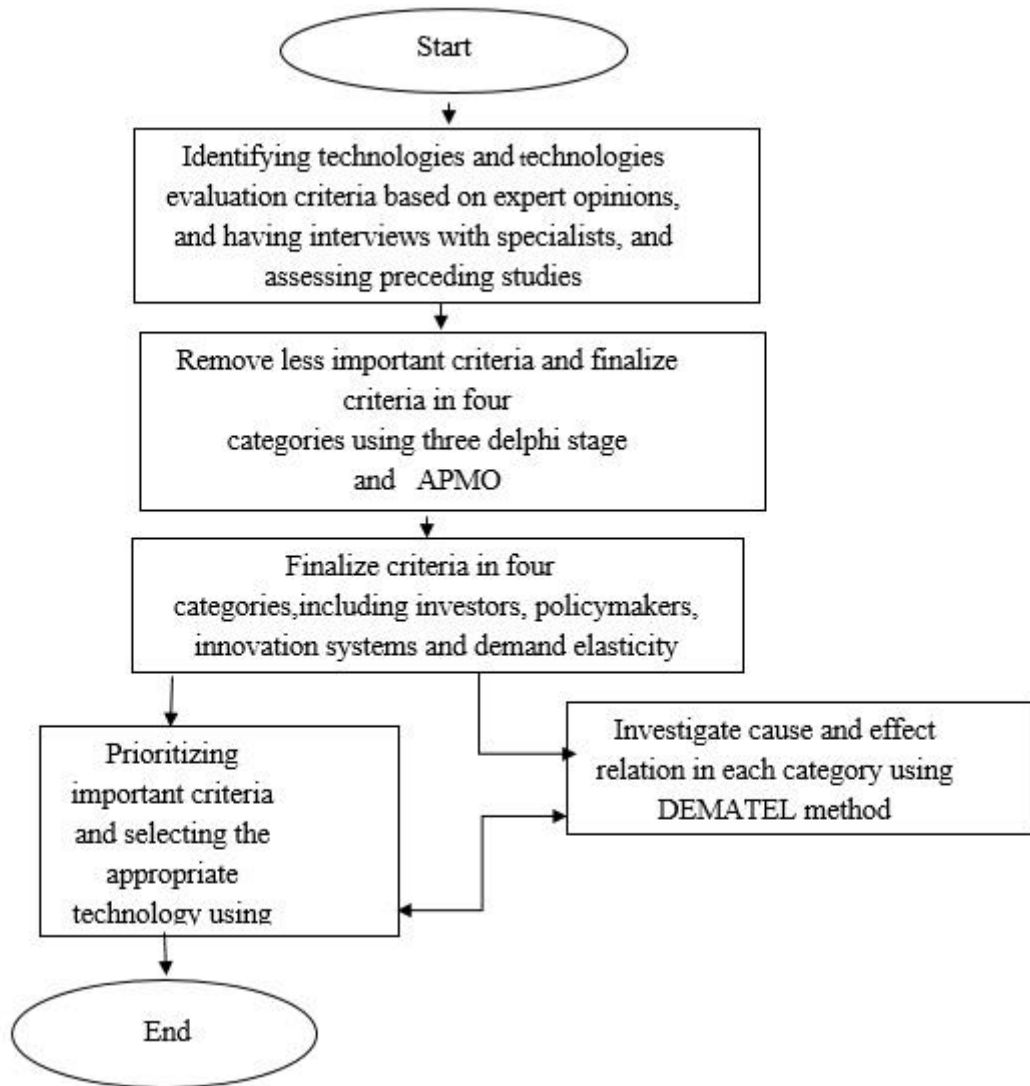 Start
Identifying technologies and technologies
evaluation criteria based on expert opinions,
and having interviews with specialists, and
assessing preceding studies
Remove less important criteria and finalize
criteria in four
categories using three delphi stage
and APMO
Finalize criteria in four
categories,including investors, policymakers,
innovation systems and demand elasticity
Investigate cause and effect
relation in each category using
DEMATEL method
Prioritizing
important criteria
and selecting the
appropriate
technology using
End